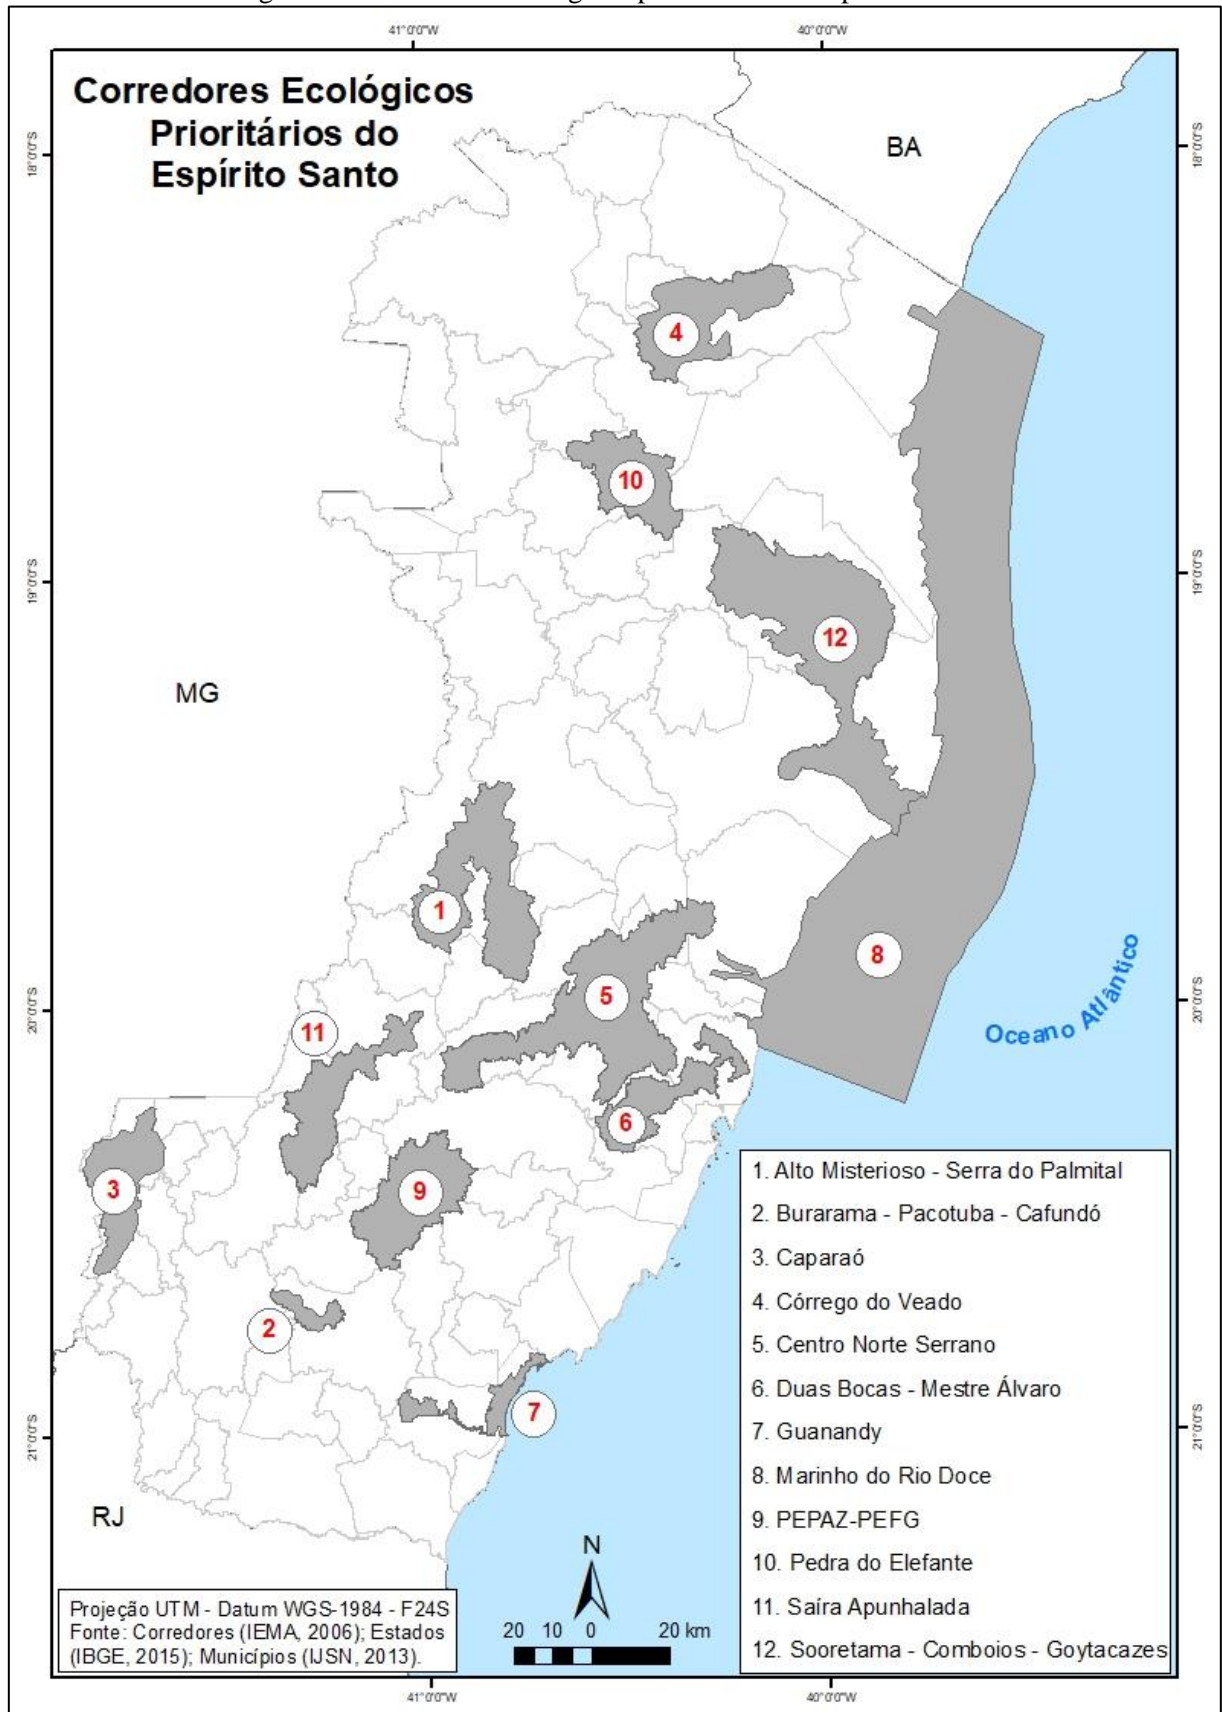 41°0'0"W
40°0'0"W
Corredores Ecológicos
Prioritários do
Espírito Santo
BA
18°0'0"S
18°0'0"S
4
10
19°0'0"S
19°0'0"S
12
MG
1
8
Oceano Atlântico
5
20°0'0"S
20°0'0"S
11
6
3
9
2
7
21°0'0"S
21°0'0"S
RJ
1. Alto Misterioso - Serra do Palmital
2. Burarama - Pacotuba - Cafundó
3. Caparaó
4. Córrego do Veado
5. Centro Norte Serrano
6. Duas Bocas - Mestre Álvaro
7. Guanandy
8. Marinho do Rio Doce
9. PEPAZ-PEFG
10. Pedra do Elefante
11. Saíra Apunhalada
12. Sooretama - Comboios - Goytacazes
N
20 10 0 20 km
Projeção UTM - Datum WGS-1984 - F24S
Fonte: Corredores (IEMA, 2006); Estados
(IBGE, 2015); Municípios (IJSN, 2013).
41°0'0"W
40°0'0"W